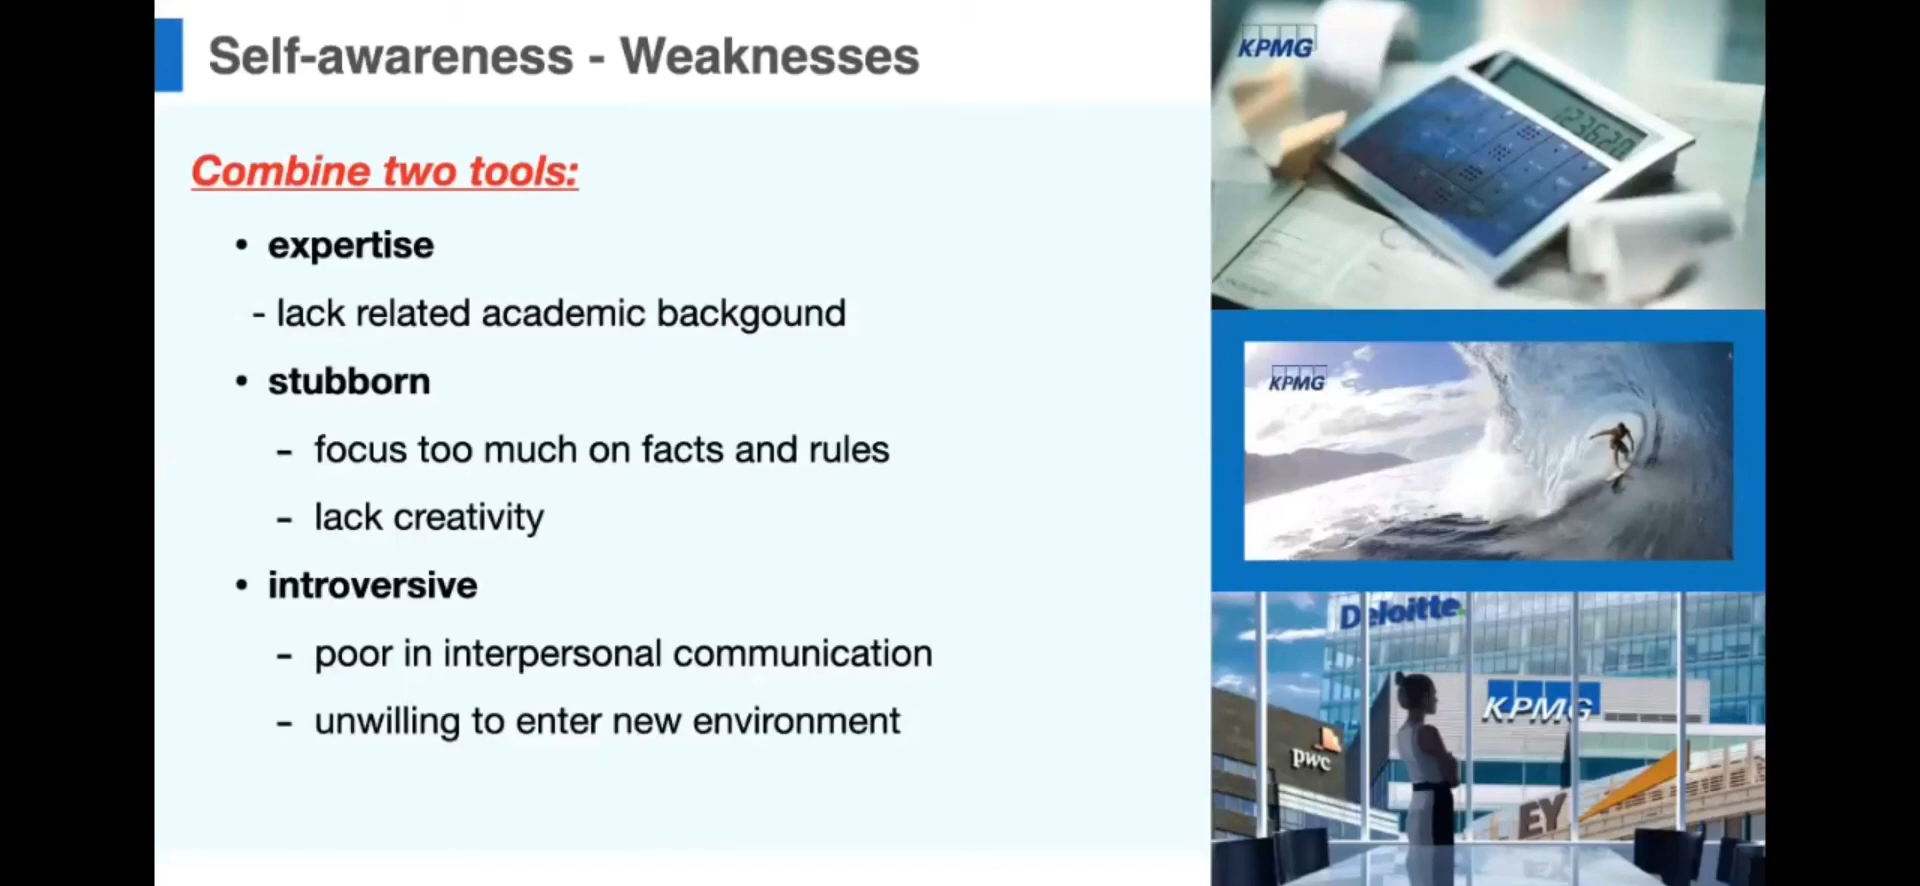 Self-awareness - Weaknesses
Combine two tools:
• expertise
- lack related academic backgound
• stubborn
– focus too much on facts and rules
– lack creativity
• introversive
– poor in interpersonal communication
– unwilling to enter new environment
KPMG
123620
KPMG
Deloitte.
KPMG
pwc
EY